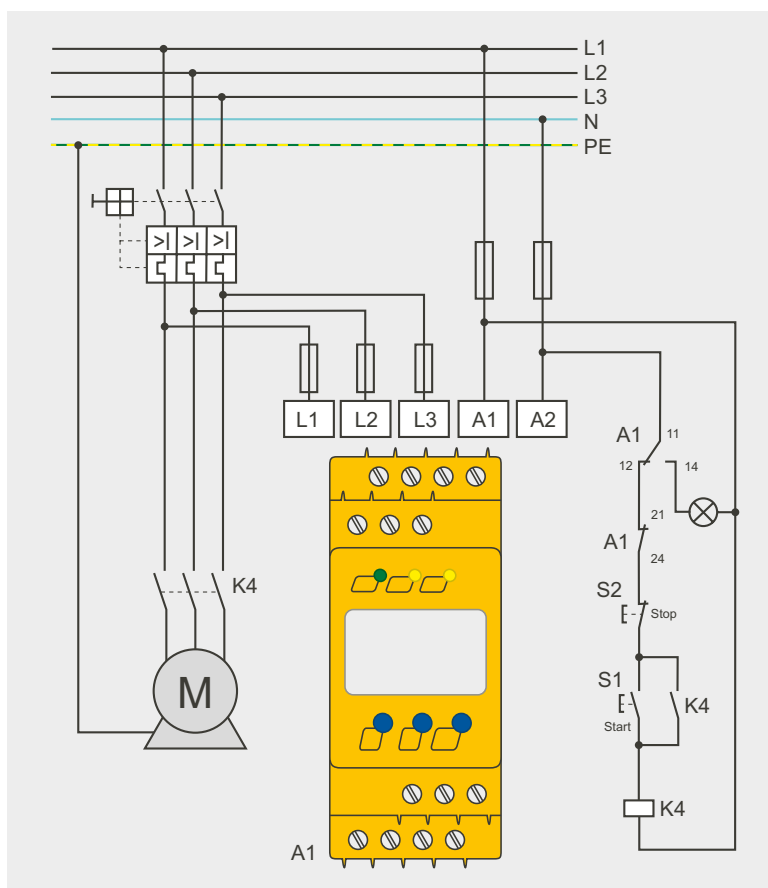 L1
L2
L3
N
PE
>I >I >I
L1 L2 L3 A1 A2
A1
11
12
14
21
A1
24
S2
Stop
K4
S1
K4
Start
M
K4
A1